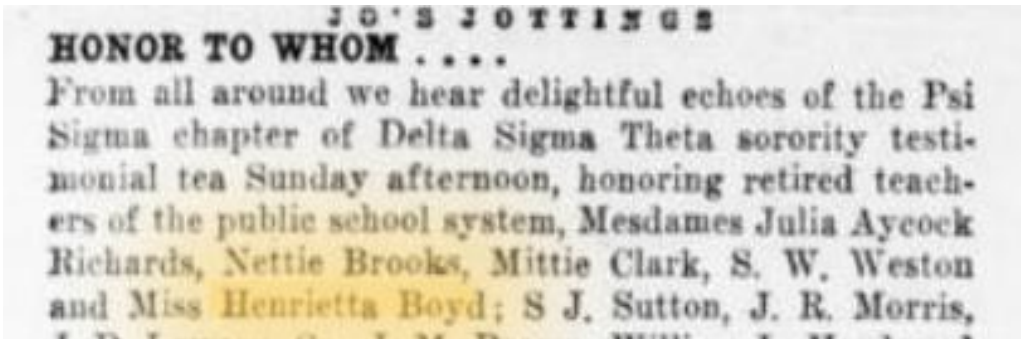 JO'S JOTTINGS
HONOR TO WHOM ....
From all around we hear delightful echoes of the Psi
Sigma chapter of Delta Sigma Theta sorority testi-
monial tea Sunday afternoon, honoring retired teach-
ers of the public school system, Mesdames Julia Aycock
Richards, Nettie Brooks, Mittie Clark, S. W. Weston
and Miss Henrietta Boyd; S J. Sutton, J. R. Morris,